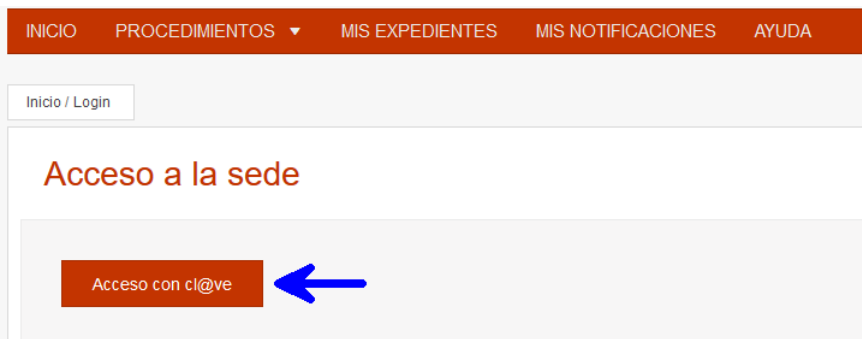 INICIO PROCEDIMIENTOS MIS EXPEDIENTES MIS NOTIFICACIONES AYUDA
Inicio / Login
Acceso a la sede
Acceso con cl@ve